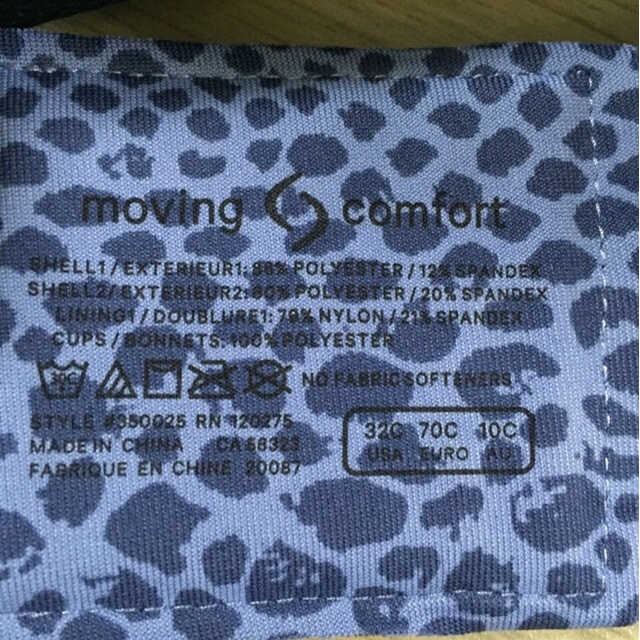 moving comfort
SHELL1 / EXTERIEUR1: 88% POLYESTER / 12% SPANDEX
SHELL2/ EXTERIEUR2: 80% POLYESTER / 20% SPANDEX
LINING1 / DOUBLURE1: 79% NYLON / 21% SPANDEX
CUPS / BONNETS: 100% POLYESTER
30C NO FABRIC SOFTENERS
STYLE #350025 RN 120275
MADE IN CHINA CA 58323
FABRIQUE EN CHINE 20087
32C 70C 10C
USA EURO AU